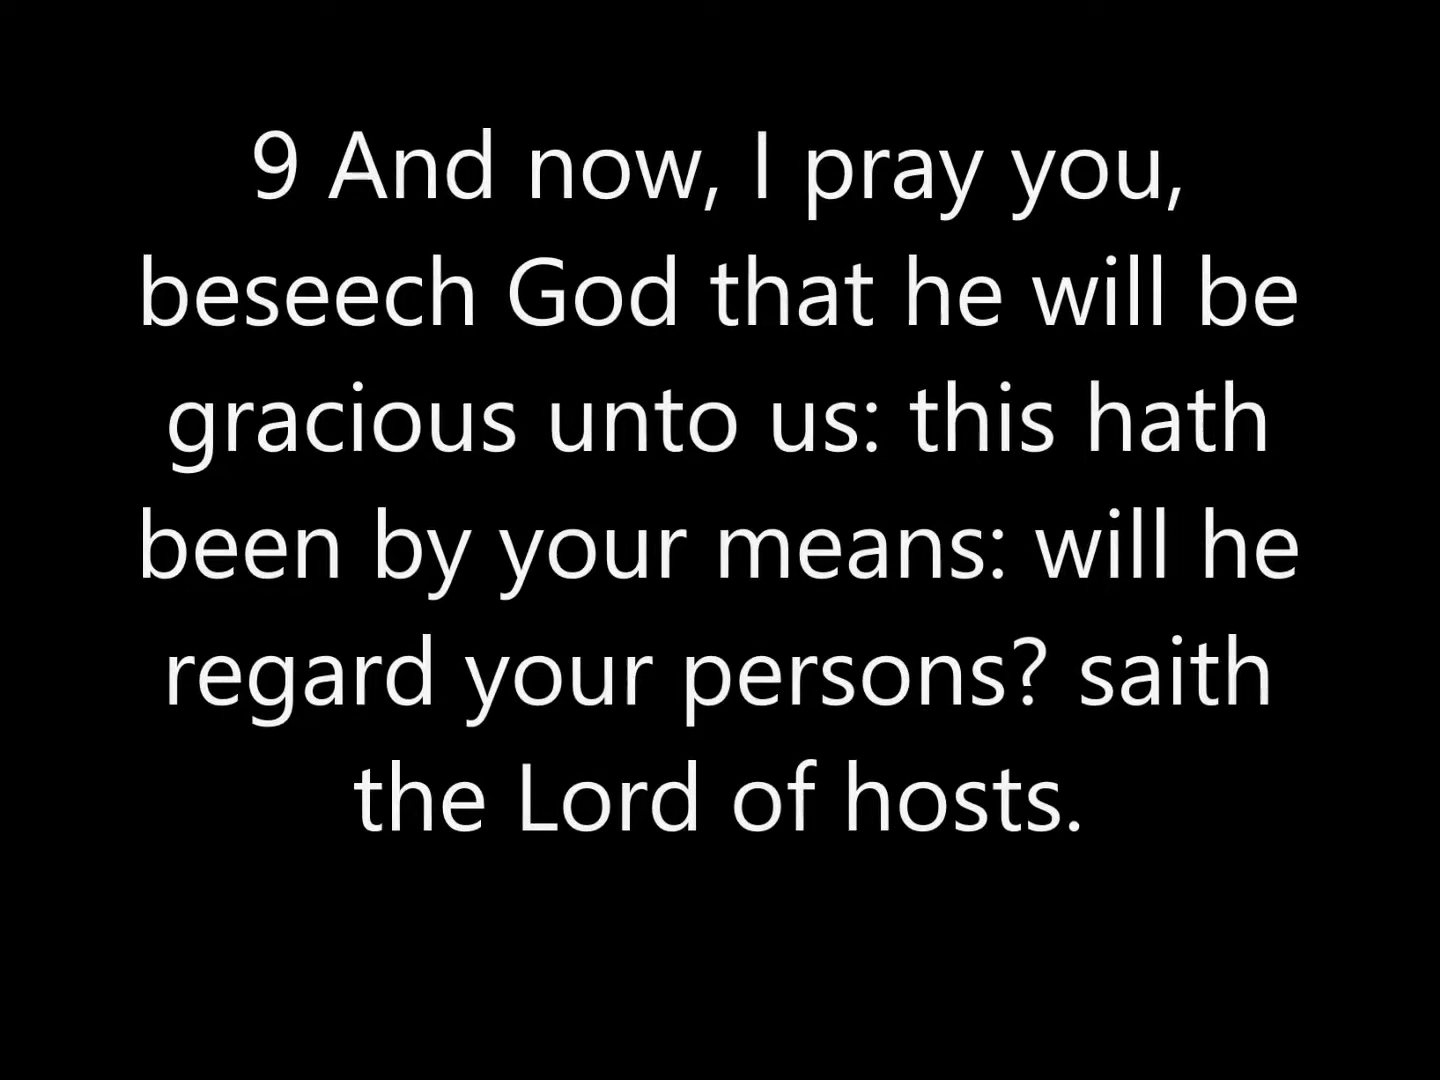 9 And now, I pray you,
beseech God that he will be
gracious unto us: this hath
been by your means: will he
regard your persons? saith
the Lord of hosts.